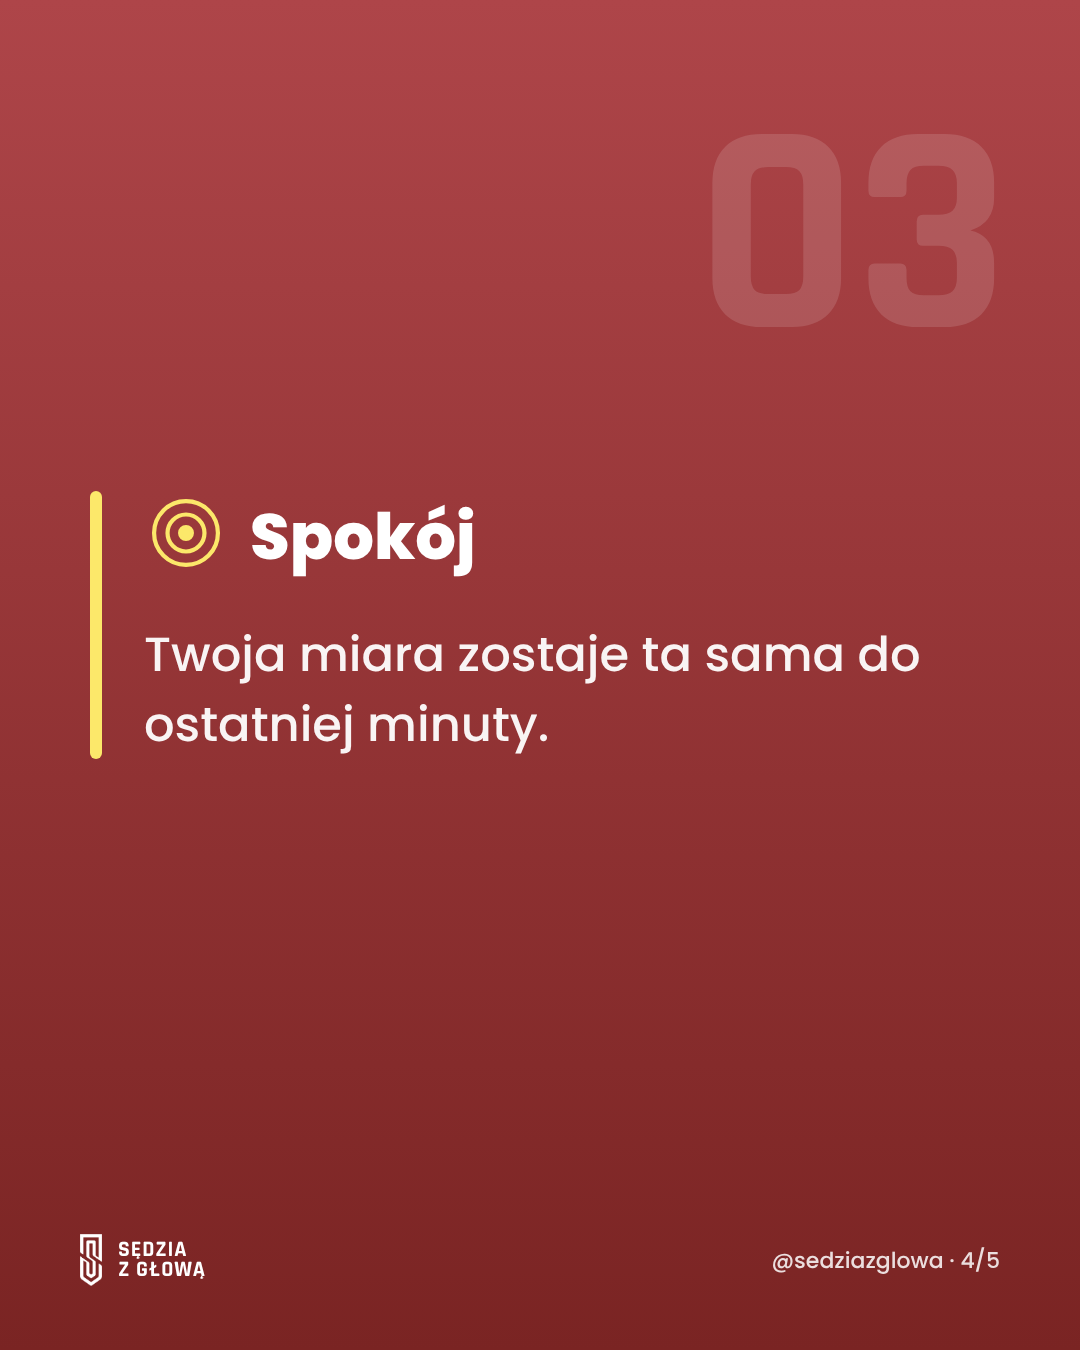 03
Spokój
Twoja miara zostaje ta sama do
ostatniej minuty.
SĘDZIA
Z GŁOWĄ
@sedziazglowa · 4/5